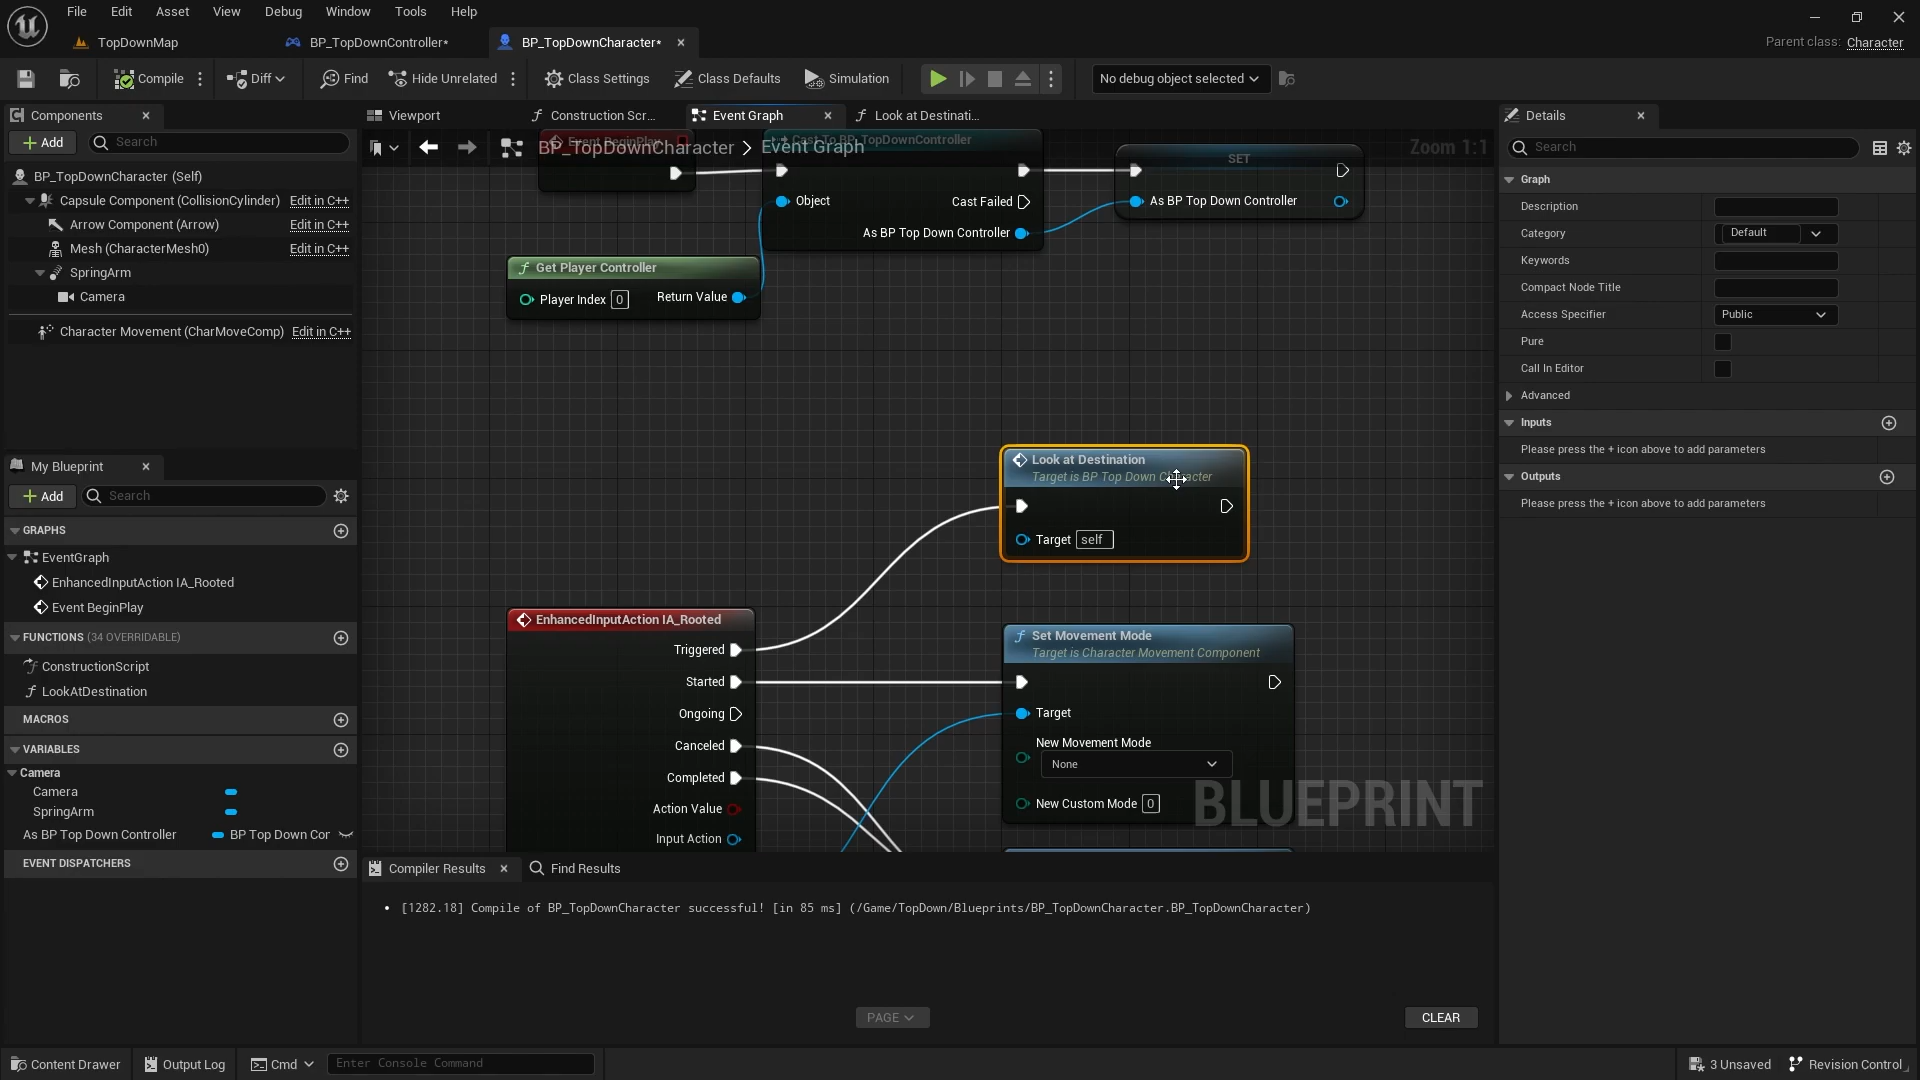 File Edit Asset View Debug Window Tools Help
TopDownMap
BP_TopDownController*
BP_TopDownCharacter*
Parent class: Character
Compile
Diff
Find
Hide Unrelated
Class Settings
Class Defaults
Simulation
No debug object selected
Components
Add
Search
BP_TopDownCharacter (Self)
Capsule Component (CollisionCylinder) Edit in C++
Arrow Component (Arrow) Edit in C++
Mesh (CharacterMesh0) Edit in C++
SpringArm
Camera
Character Movement (CharMoveComp) Edit in C++
My Blueprint
Add
Search
GRAPHS
EventGraph
EnhancedInputAction IA_Rooted
Event BeginPlay
FUNCTIONS (34 OVERRIDABLE)
ConstructionScript
LookAtDestination
MACROS
VARIABLES
Camera
Camera
SpringArm
As BP Top Down Controller BP Top Down Cor
EVENT DISPATCHERS
Viewport
Construction Scr...
Event Graph
Look at Destinati...
BP_TopDownCharacter > Event Graph
Zoom 1:1
Event BeginPlay
Cast To BP_TopDownController
Object
Cast Failed
As BP Top Down Controller
SET
As BP Top Down Controller
Get Player Controller
Player Index 0
Return Value
Look at Destination
Target is BP Top Down Character
Target self
EnhancedInputAction IA_Rooted
Triggered
Started
Ongoing
Canceled
Completed
Action Value
Input Action
Set Movement Mode
Target is Character Movement Component
Target
New Movement Mode
None
New Custom Mode 0
BLUEPRINT
Compiler Results
Find Results
[1282.18] Compile of BP_TopDownCharacter successful! [in 85 ms] (/Game/TopDown/Blueprints/BP_TopDownCharacter.BP_TopDownCharacter)
PAGE
CLEAR
Details
Search
Graph
Description
Category Default
Keywords
Compact Node Title
Access Specifier Public
Pure
Call In Editor
Advanced
Inputs
Please press the + icon above to add parameters
Outputs
Please press the + icon above to add parameters
Content Drawer
Output Log
Cmd
Enter Console Command
3 Unsaved
Revision Control